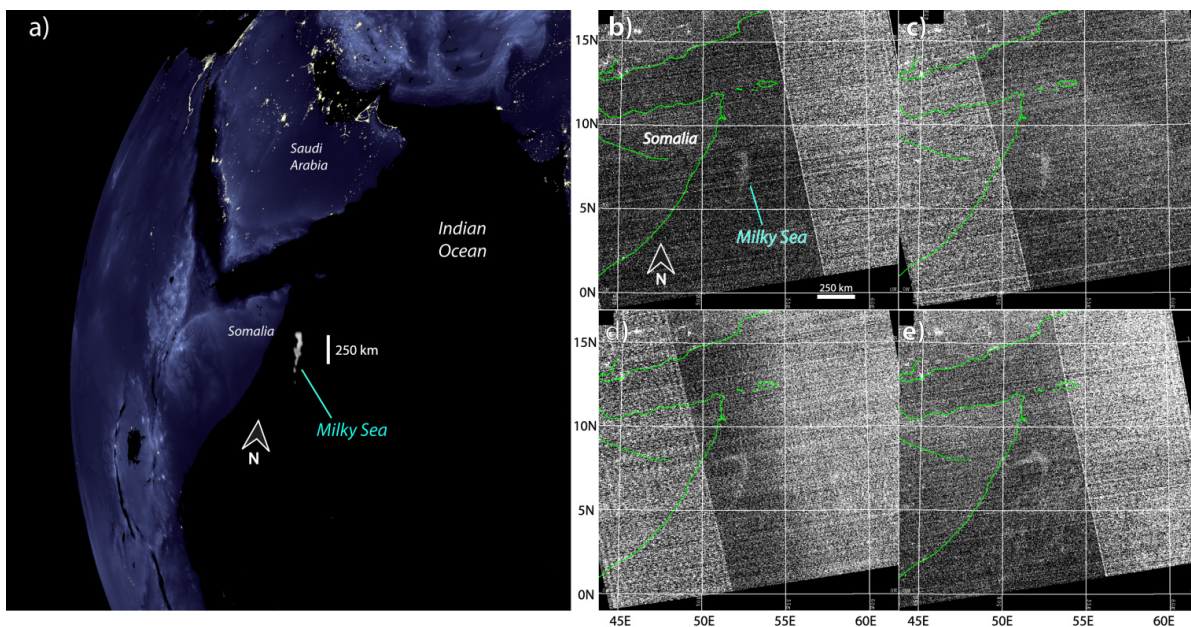 a)
Saudi
Arabia
Indian
Ocean
Somalia
250 km
Milky Sea
N
b)
15N
10N
5N
0N
Somalia
Milky Sea
N
250 km
c)
d)
15N
10N
5N
0N
45E
50E
55E
60E
e)
45E
50E
55E
60E